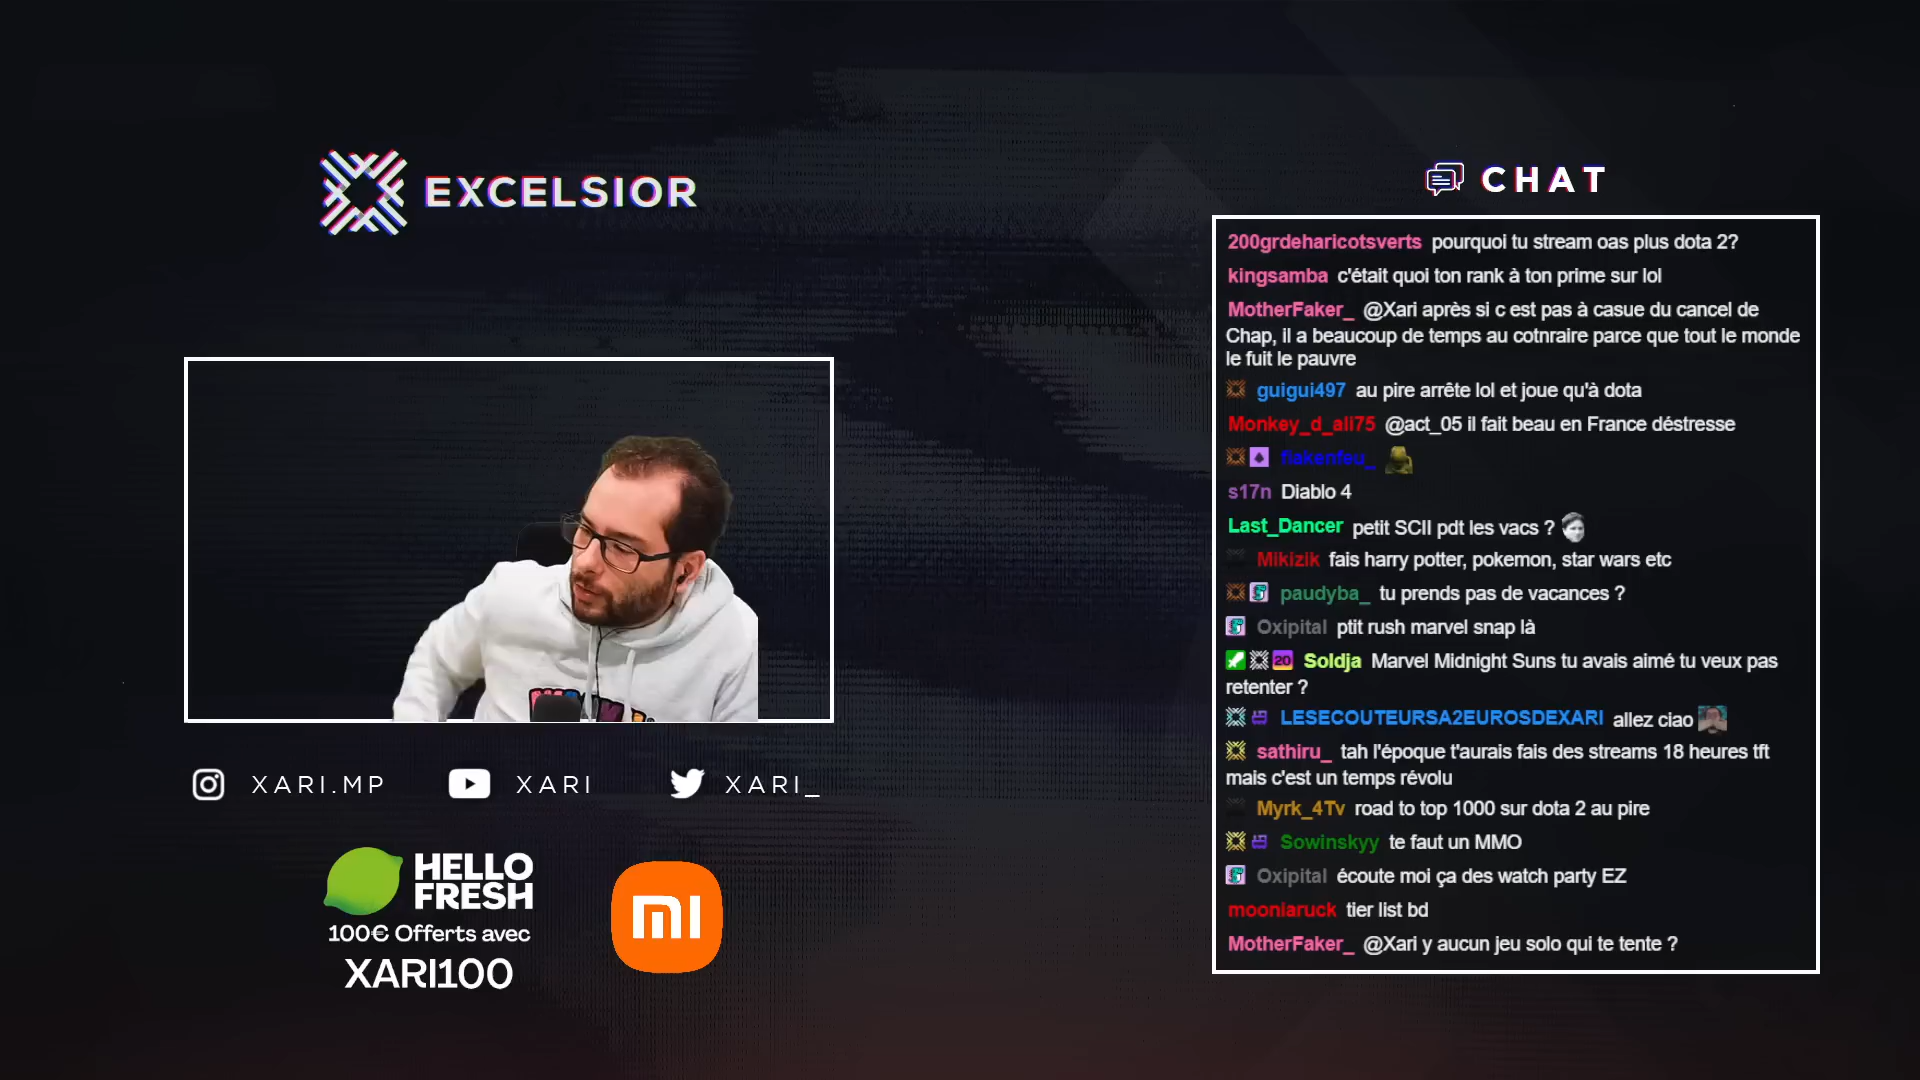 EXCELSIOR
CHAT
200grdeharicotsverts pourquoi tu stream oas plus dota 2?
kingsamba c'était quoi ton rank à ton prime sur lol
MotherFaker_ @Xari après si c est pas à casue du cancel de
Chap, il a beaucoup de temps au cotnraire parce que tout le monde
le fuit le pauvre
guigui497 au pire arrête lol et joue qu'à dota
Monkey_d_ali75 @act_05 il fait beau en France déstresse
flakenfeu_
s17n Diablo 4
Last_Dancer petit SCII pdt les vacs ?
Mikizik fais harry potter, pokemon, star wars etc
paudyba_ tu prends pas de vacances ?
Oxipital ptit rush marvel snap là
20 Soldja Marvel Midnight Suns tu avais aimé tu veux pas
retenter ?
LESECOUTEURSA2EUROSDEXARI allez ciao
sathiru_ tah l'époque t'aurais fais des streams 18 heures tft
mais c'est un temps révolu
Myrk_4Tv road to top 1000 sur dota 2 au pire
Sowinskyy te faut un MMO
Oxipital écoute moi ça des watch party EZ
mooniaruck tier list bd
MotherFaker_ @Xari y aucun jeu solo qui te tente ?
XARI.MP XARI XARI_
HELLO
FRESH
100€ Offerts avec
XARI100
MI